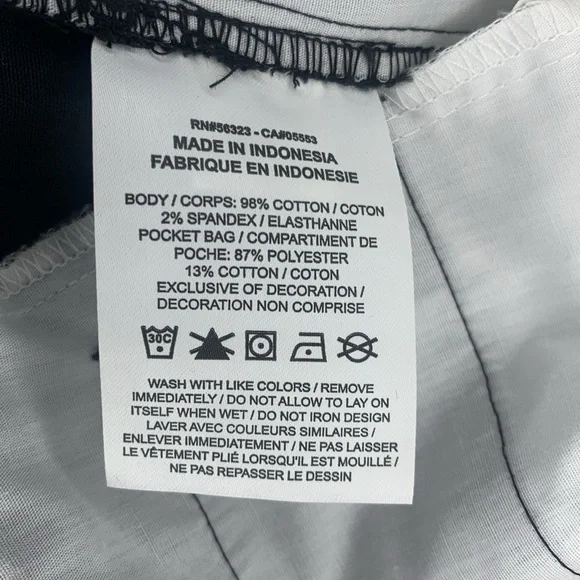 RN#56323 - CA#05553
MADE IN INDONESIA
FABRIQUE EN INDONESIE
BODY / CORPS: 98% COTTON / COTON
2% SPANDEX / ELASTHANNE
POCKET BAG / COMPARTIMENT DE
POCHE: 87% POLYESTER
13% COTTON / COTON
EXCLUSIVE OF DECORATION /
DECORATION NON COMPRISE
30C
WASH WITH LIKE COLORS / REMOVE
IMMEDIATELY / DO NOT ALLOW TO LAY ON
ITSELF WHEN WET / DO NOT IRON DESIGN
LAVER AVEC COULEURS SIMILAIRES /
ENLEVER IMMEDIATEMENT / NE PAS LAISSER
LE VÊTEMENT PLIÉ LORSQU'IL EST MOUILLÉ /
NE PAS REPASSER LE DESSIN